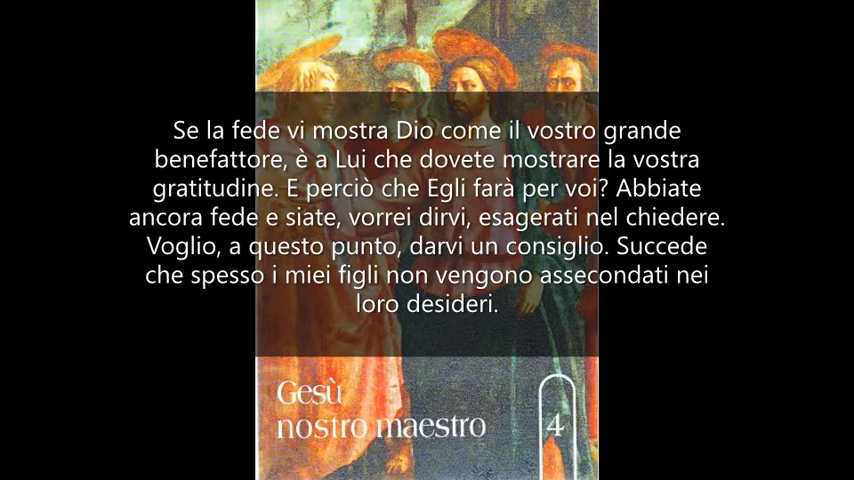 Se la fede vi mostra Dio come il vostro grande
benefattore, è a Lui che dovete mostrare la vostra
gratitudine. E perciò che Egli farà per voi? Abbiate
ancora fede e siate, vorrei dirvi, esagerati nel chiedere.
Voglio, a questo punto, darvi un consiglio. Succede
che spesso i miei figli non vengono assecondati nei
loro desideri.
Gesù
nostro maestro
4